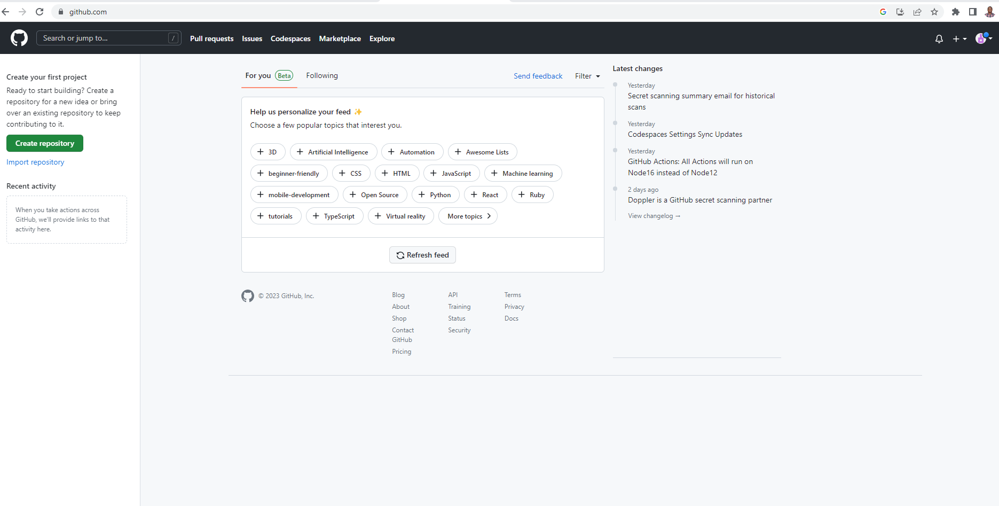 github.com
Search or jump to... /
Pull requests
Issues
Codespaces
Marketplace
Explore
Create your first project
Ready to start building? Create a
repository for a new idea or bring
over an existing repository to keep
contributing to it.
Create repository
Import repository
Recent activity
When you take actions across
GitHub, we'll provide links to that
activity here.
For you Beta
Following
Send feedback
Filter
Help us personalize your feed ✨
Choose a few popular topics that interest you.
3D
Artificial Intelligence
Automation
Awesome Lists
beginner-friendly
CSS
HTML
JavaScript
Machine learning
mobile-development
Open Source
Python
React
Ruby
tutorials
TypeScript
Virtual reality
More topics
Refresh feed
© 2023 GitHub, Inc.
Blog
About
Shop
Contact
GitHub
Pricing
API
Training
Status
Security
Terms
Privacy
Docs
Latest changes
Yesterday
Secret scanning summary email for historical
scans
Yesterday
Codespaces Settings Sync Updates
Yesterday
GitHub Actions: All Actions will run on
Node16 instead of Node12
2 days ago
Doppler is a GitHub secret scanning partner
View changelog →